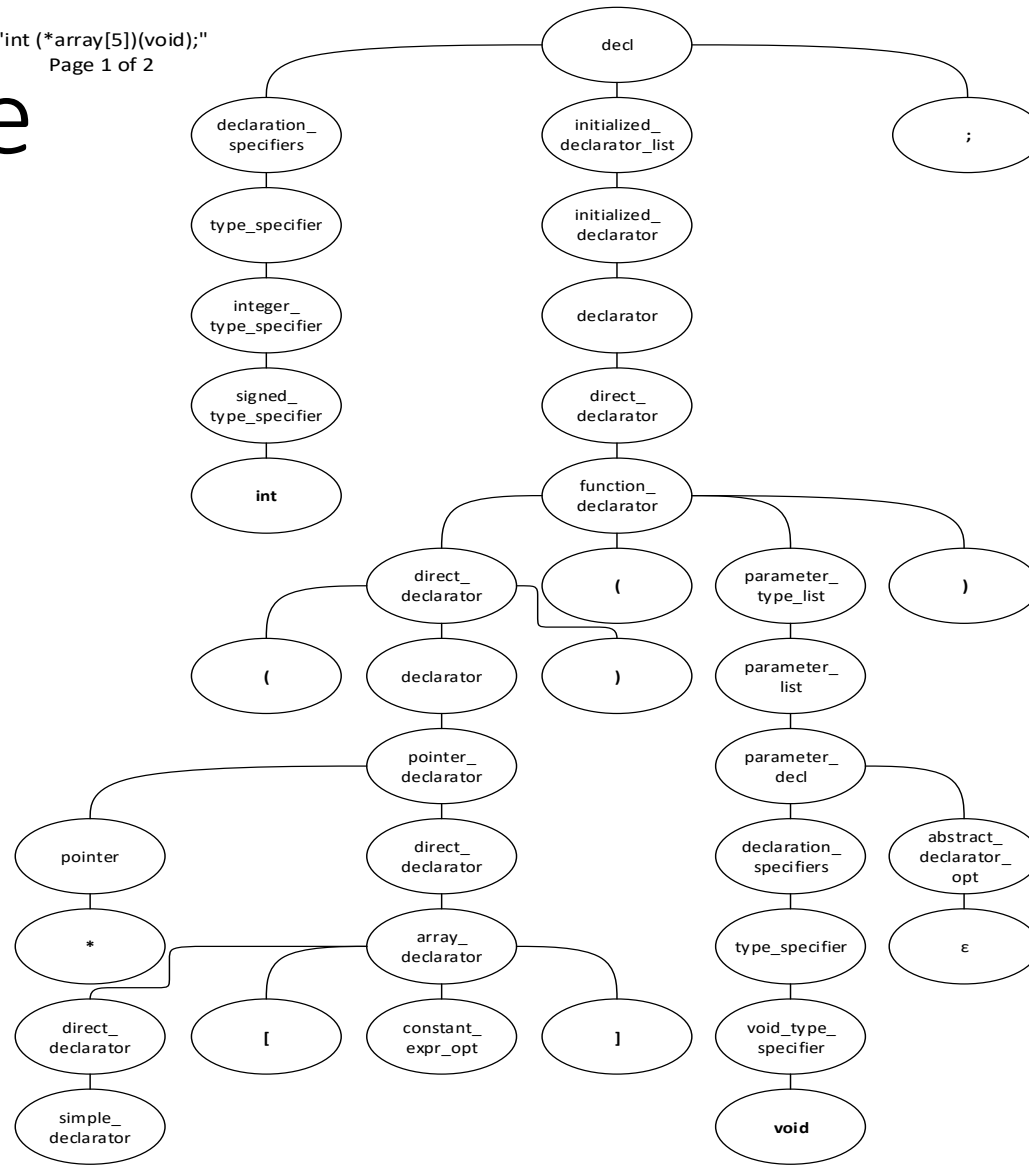 "int (*array[5])(void);"
Page 1 of 2
e
decl
declaration_
specifiers
initialized_
declarator_list
;
type_specifier
initialized_
declarator
integer_
type_specifier
declarator
signed_
type_specifier
direct_
declarator
int
function_
declarator
direct_
declarator
(
parameter_
type_list
)
(
declarator
)
parameter_
list
pointer_
declarator
parameter_
decl
pointer
direct_
declarator
declaration_
specifiers
abstract_
declarator_
opt
*
array_
declarator
type_specifier
ε
direct_
declarator
[
constant_
expr_opt
]
void_type_
specifier
simple_
declarator
void